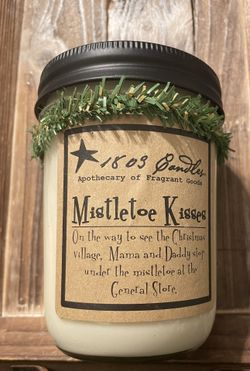 1803 Candles
Apothecary of Fragrant Goods
Mistletoe Kisses
On the way to see the Christmas
village, Mama and Daddy stop
under the mistletoe at the
General Store.